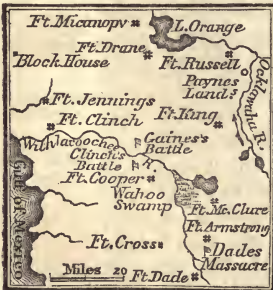 Ft. Micanopy
L. Orange
Ft. Drane
Block House
Ft. Russell
Paynes
Land.g
Ocklawaha R.
Ft. Jennings
Ft. Clinch
Ft. King
Withlacoochee
Gaines's
Battle
Clinch's
Battle
Ft. Cooper
Wahoo
Swamp
Gulf of Mexico
Ft. Mc. Clure
Ft. Armstrong
Ft. Cross
Dades
Massacre
Miles 20
Ft. Dade